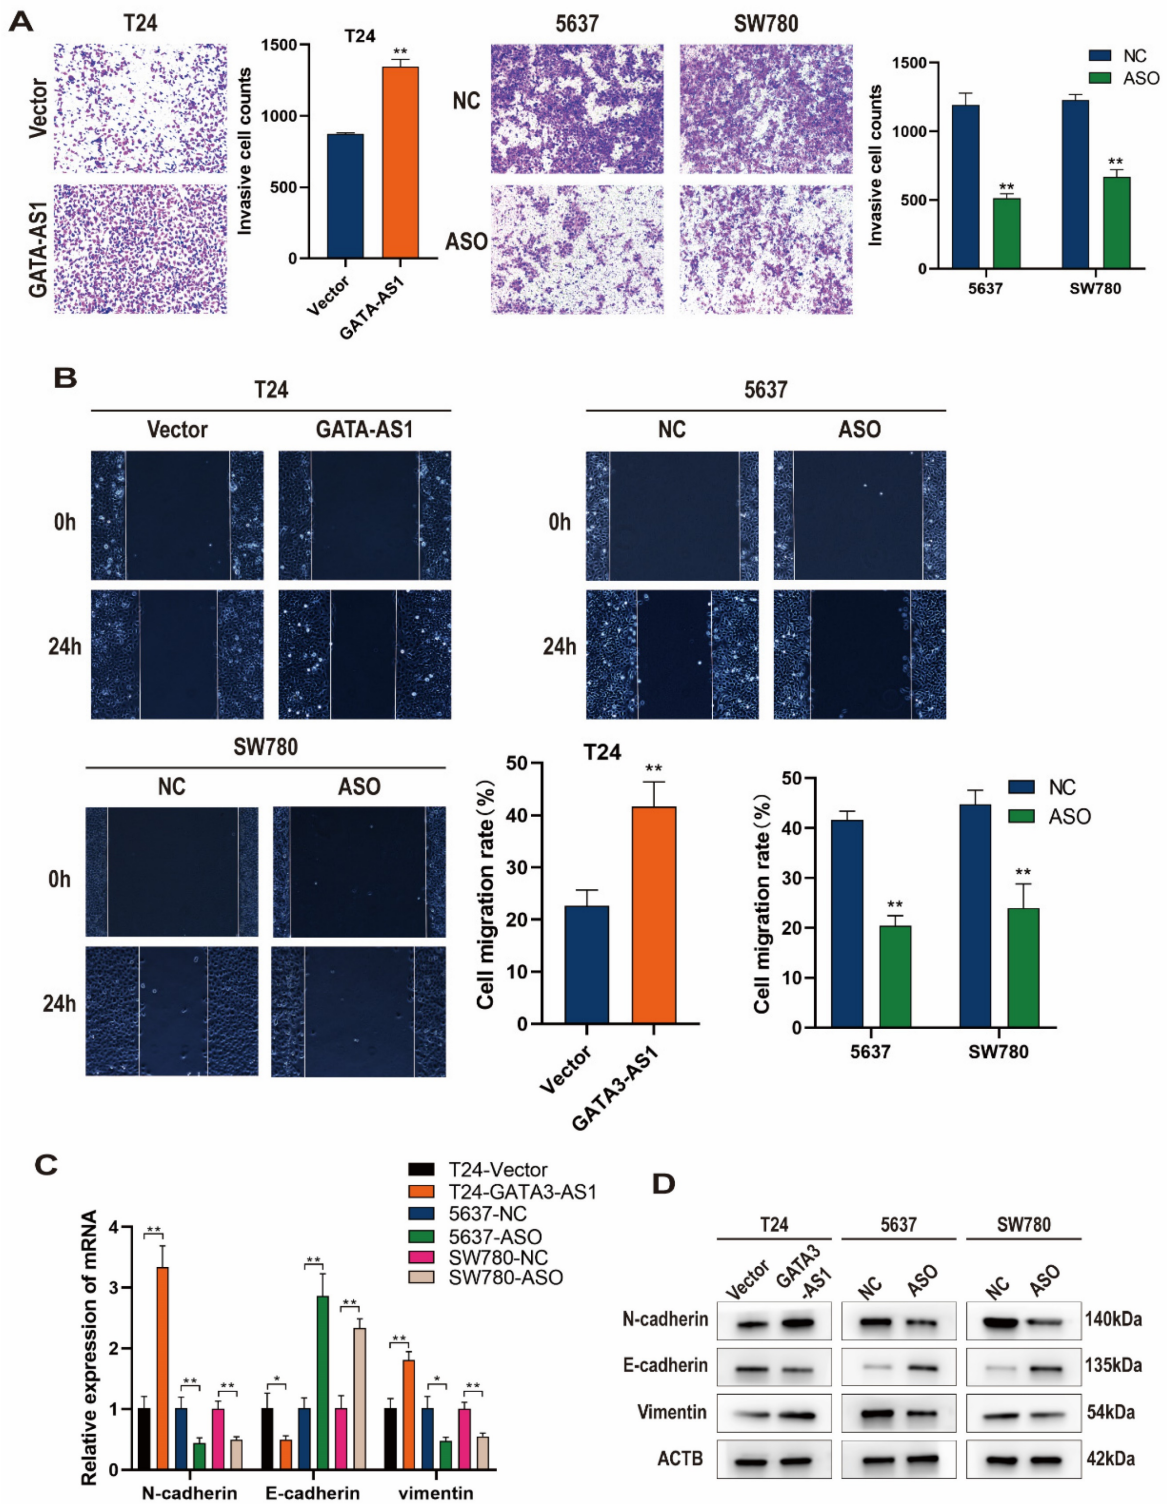 A
T24
5637
SW780
Vector
GATA-AS1
T24
Invasive cell counts
1500
1000
500
0
**
Vector
GATA-AS1
NC
ASO
Invasive cell counts
1500
1000
500
0
**
**
5637
SW780
NC
ASO
B
T24
Vector
GATA-AS1
0h
24h
5637
NC
ASO
0h
24h
SW780
NC
ASO
0h
24h
T24
Cell migration rate(%)
50
40
30
20
10
0
**
Vector
GATA3-AS1
Cell migration rate(%)
50
40
30
20
10
0
**
**
5637
SW780
NC
ASO
C
T24-Vector
T24-GATA3-AS1
5637-NC
5637-ASO
SW780-NC
SW780-ASO
Relative expression of mRNA
4
3
2
1
0
**
**
**
*
**
**
**
*
**
N-cadherin
E-cadherin
vimentin
D
T24
5637
SW780
Vector
GATA3
-AS1
NC
ASO
NC
ASO
N-cadherin
140kDa
E-cadherin
135kDa
Vimentin
54kDa
ACTB
42kDa